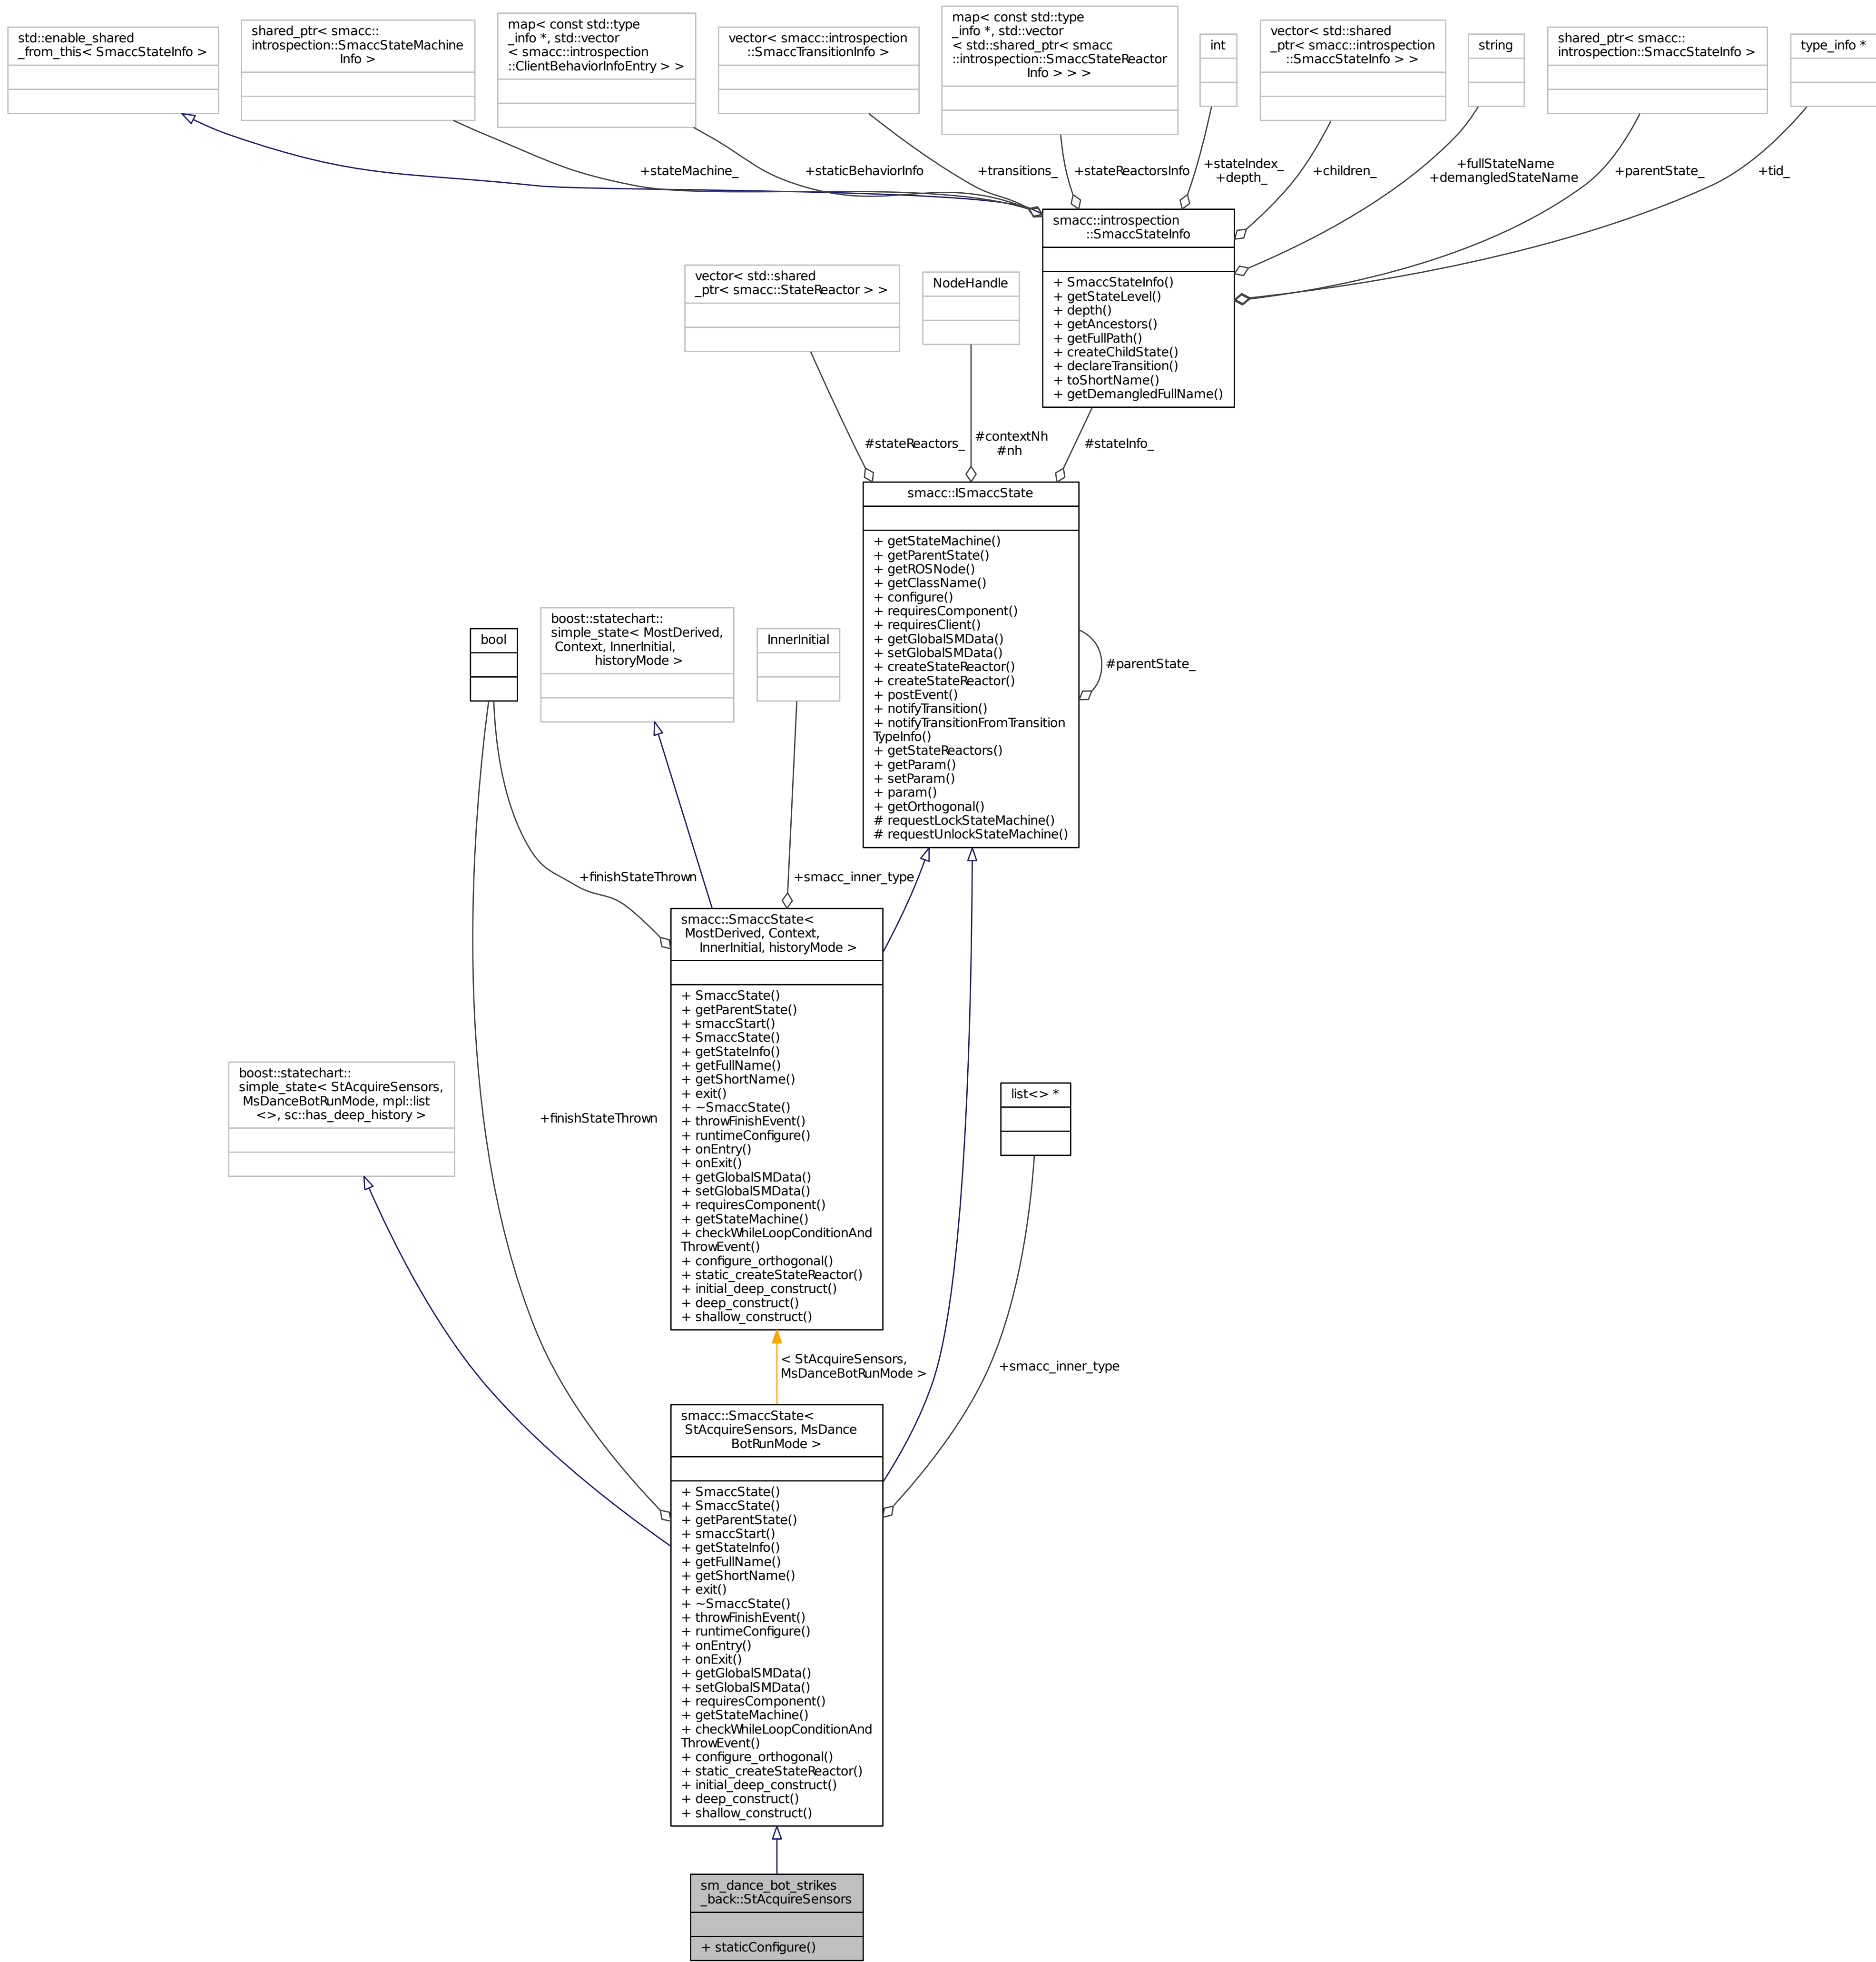 std::enable_shared
_from_this< SmaccStateInfo >
shared_ptr< smacc::
introspection::SmaccStateMachine
Info >
map< const std::type
_info *, std::vector
< smacc::introspection
::ClientBehaviorInfoEntry > >
vector< smacc::introspection
::SmaccTransitionInfo >
map< const std::type
_info *, std::vector
< std::shared_ptr< smacc
::introspection::SmaccStateReactor
Info > > >
int
vector< std::shared
_ptr< smacc::introspection
::SmaccStateInfo > >
string
shared_ptr< smacc::
introspection::SmaccStateInfo >
type_info *
+stateMachine_
+staticBehaviorInfo
+transitions_
+stateReactorsInfo
+stateIndex_
+depth_
+children_
+fullStateName
+demangledStateName
+parentState_
+tid_
smacc::introspection
::SmaccStateInfo
+ SmaccStateInfo()
+ getStateLevel()
+ depth()
+ getAncestors()
+ getFullPath()
+ createChildState()
+ declareTransition()
+ toShortName()
+ getDemangledFullName()
vector< std::shared
_ptr< smacc::StateReactor > >
NodeHandle
#stateReactors_
#contextNh
#nh
#stateInfo_
smacc::ISmaccState
+ getStateMachine()
+ getParentState()
+ getROSNode()
+ getClassName()
+ configure()
+ requiresComponent()
+ requiresClient()
+ getGlobalSMData()
+ setGlobalSMData()
+ createStateReactor()
+ createStateReactor()
+ postEvent()
+ notifyTransition()
+ notifyTransitionFromTransition
TypeInfo()
+ getStateReactors()
+ getParam()
+ setParam()
+ param()
+ getOrthogonal()
# requestLockStateMachine()
# requestUnlockStateMachine()
#parentState_
bool
boost::statechart::
simple_state< MostDerived,
Context, InnerInitial,
historyMode >
InnerInitial
+finishStateThrown
+smacc_inner_type
smacc::SmaccState<
MostDerived, Context,
InnerInitial, historyMode >
+ SmaccState()
+ getParentState()
+ smaccStart()
+ SmaccState()
+ getStateInfo()
+ getFullName()
+ getShortName()
+ exit()
+ ~SmaccState()
+ throwFinishEvent()
+ runtimeConfigure()
+ onEntry()
+ onExit()
+ getGlobalSMData()
+ setGlobalSMData()
+ requiresComponent()
+ getStateMachine()
+ checkWhileLoopConditionAnd
ThrowEvent()
+ configure_orthogonal()
+ static_createStateReactor()
+ initial_deep_construct()
+ deep_construct()
+ shallow_construct()
boost::statechart::
simple_state< StAcquireSensors,
MsDanceBotRunMode, mpl::list
<>, sc::has_deep_history >
+finishStateThrown
list<> *
< StAcquireSensors,
MsDanceBotRunMode >
+smacc_inner_type
smacc::SmaccState<
StAcquireSensors, MsDance
BotRunMode >
+ SmaccState()
+ SmaccState()
+ getParentState()
+ smaccStart()
+ getStateInfo()
+ getFullName()
+ getShortName()
+ exit()
+ ~SmaccState()
+ throwFinishEvent()
+ runtimeConfigure()
+ onEntry()
+ onExit()
+ getGlobalSMData()
+ setGlobalSMData()
+ requiresComponent()
+ getStateMachine()
+ checkWhileLoopConditionAnd
ThrowEvent()
+ configure_orthogonal()
+ static_createStateReactor()
+ initial_deep_construct()
+ deep_construct()
+ shallow_construct()
sm_dance_bot_strikes
_back::StAcquireSensors
+ staticConfigure()